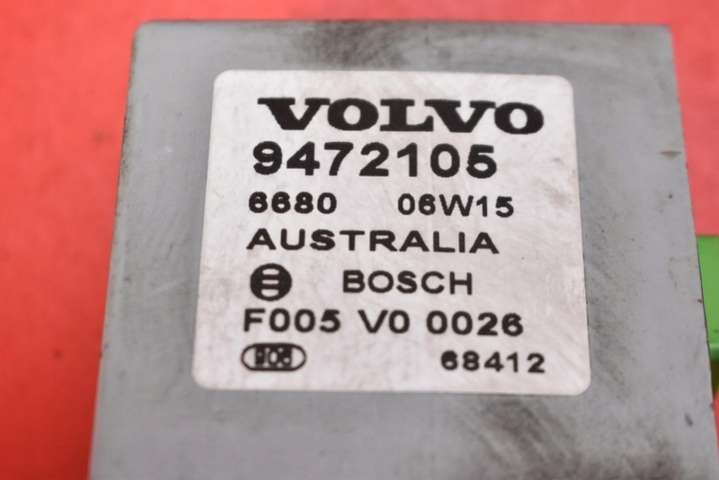 VOLVO
9472105
6680 06W15
AUSTRALIA
BOSCH
F005 V0 0026
68412